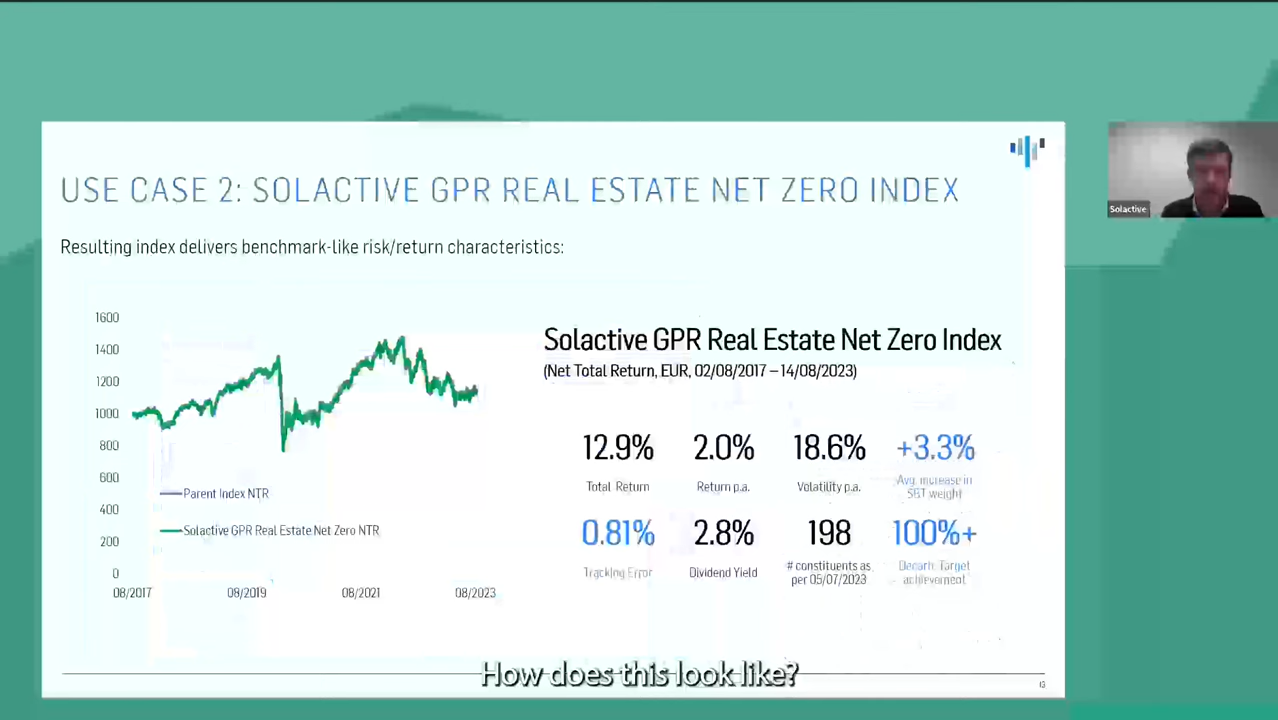 USE CASE 2: SOLACTIVE GPR REAL ESTATE NET ZERO INDEX
Solactive
Resulting index delivers benchmark-like risk/return characteristics:
1600
1400
1200
1000
800
600
400
200
0
Parent Index NTR
Solactive GPR Real Estate Net Zero NTR
08/2017
08/2019
08/2021
08/2023
Solactive GPR Real Estate Net Zero Index
(Net Total Return, EUR, 02/08/2017 – 14/08/2023)
12.9%
Total Return
2.0%
Return p.a.
18.6%
Volatility p.a.
+3.3%
Avg. increase in
SBT weight
0.81%
Tracking Error
2.8%
Dividend Yield
198
# constituents as
per 05/07/2023
100%+
Decarb. Target
achievement
How does this look like?